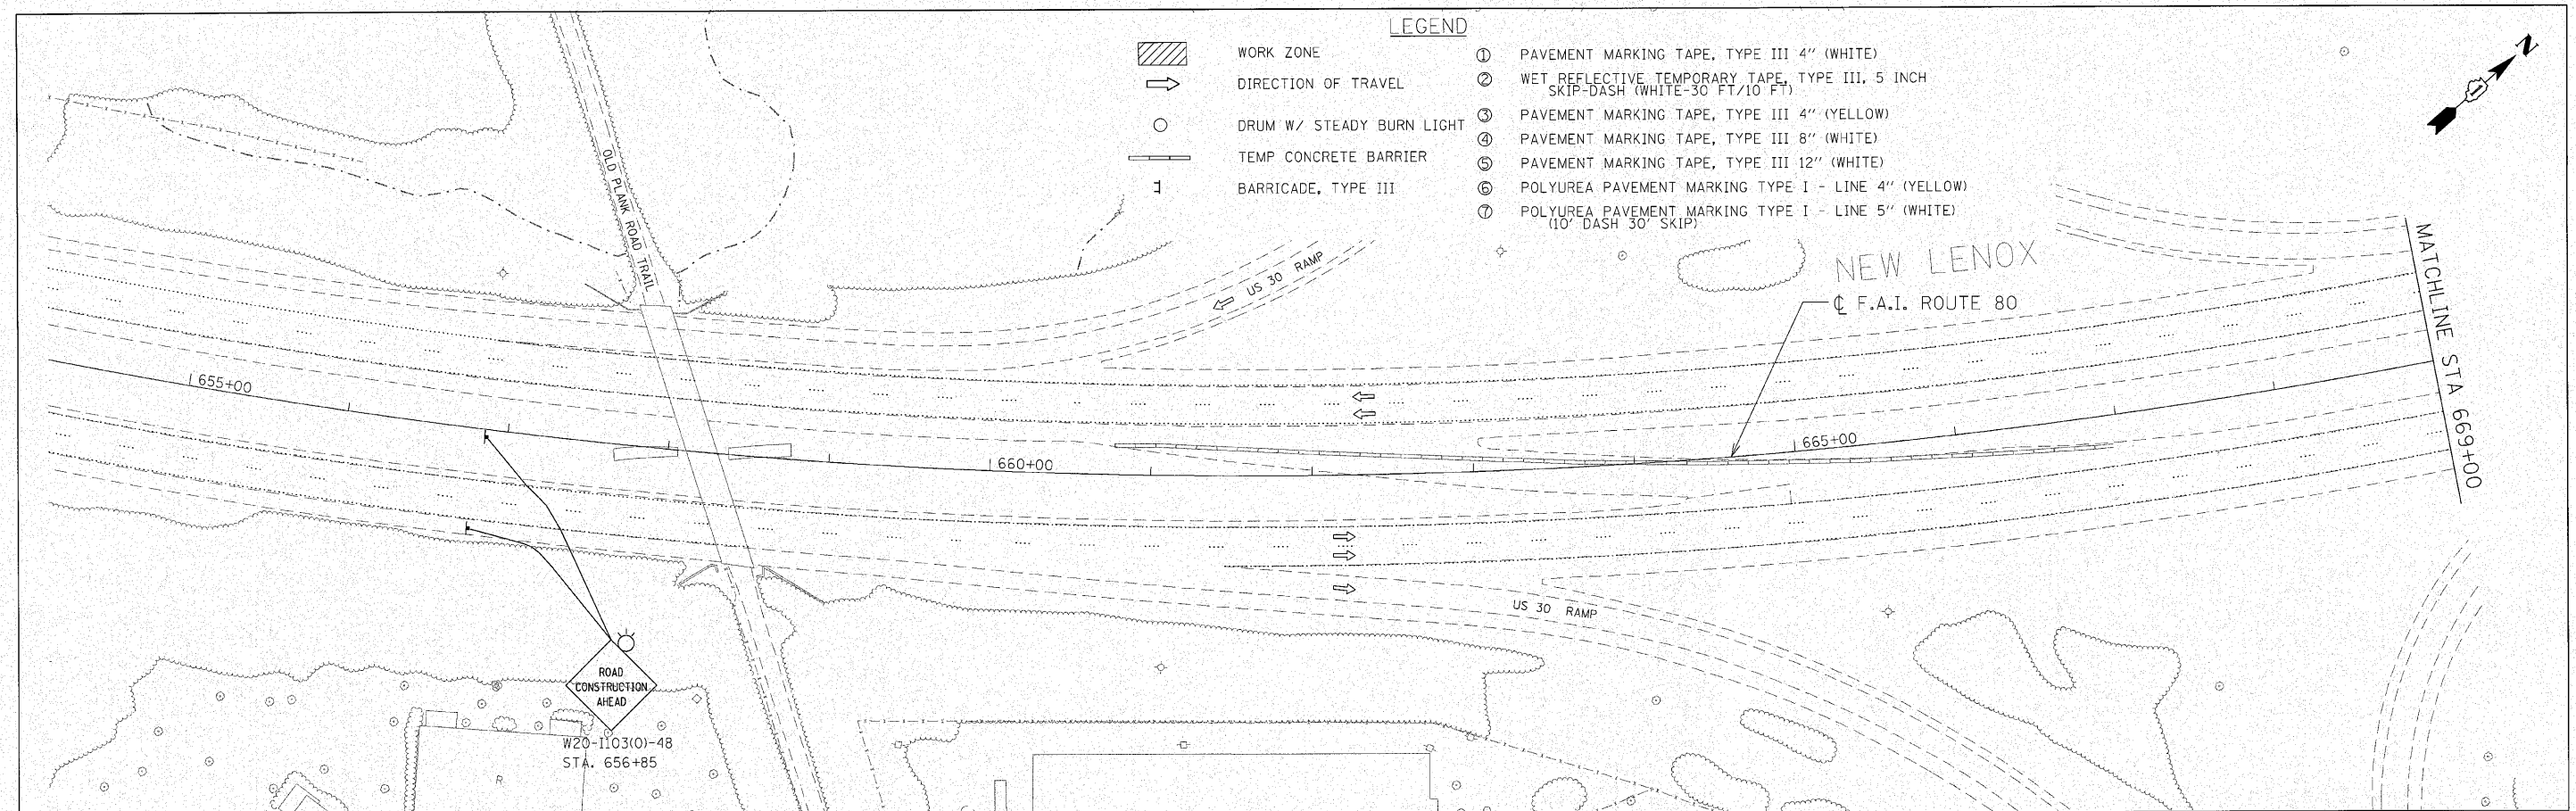 LEGEND
WORK ZONE
DIRECTION OF TRAVEL
DRUM W/ STEADY BURN LIGHT
TEMP CONCRETE BARRIER
BARRICADE, TYPE III
① PAVEMENT MARKING TAPE, TYPE III 4" (WHITE)
② WET REFLECTIVE TEMPORARY TAPE, TYPE III, 5 INCH
SKIP-DASH (WHITE-30 FT/10 FT)
③ PAVEMENT MARKING TAPE, TYPE III 4" (YELLOW)
④ PAVEMENT MARKING TAPE, TYPE III 8" (WHITE)
⑤ PAVEMENT MARKING TAPE, TYPE III 12" (WHITE)
⑥ POLYUREA PAVEMENT MARKING TYPE I - LINE 4" (YELLOW)
⑦ POLYUREA PAVEMENT MARKING TYPE I - LINE 5" (WHITE)
(10' DASH 30' SKIP)
N
OLD PLANK ROAD TRAIL
US 30 RAMP
NEW LENOX
℄ F.A.I. ROUTE 80
MATCHLINE STA 669+00
655+00
660+00
665+00
US 30 RAMP
ROAD
CONSTRUCTION
AHEAD
W20-I103(0)-48
STA. 656+85
R